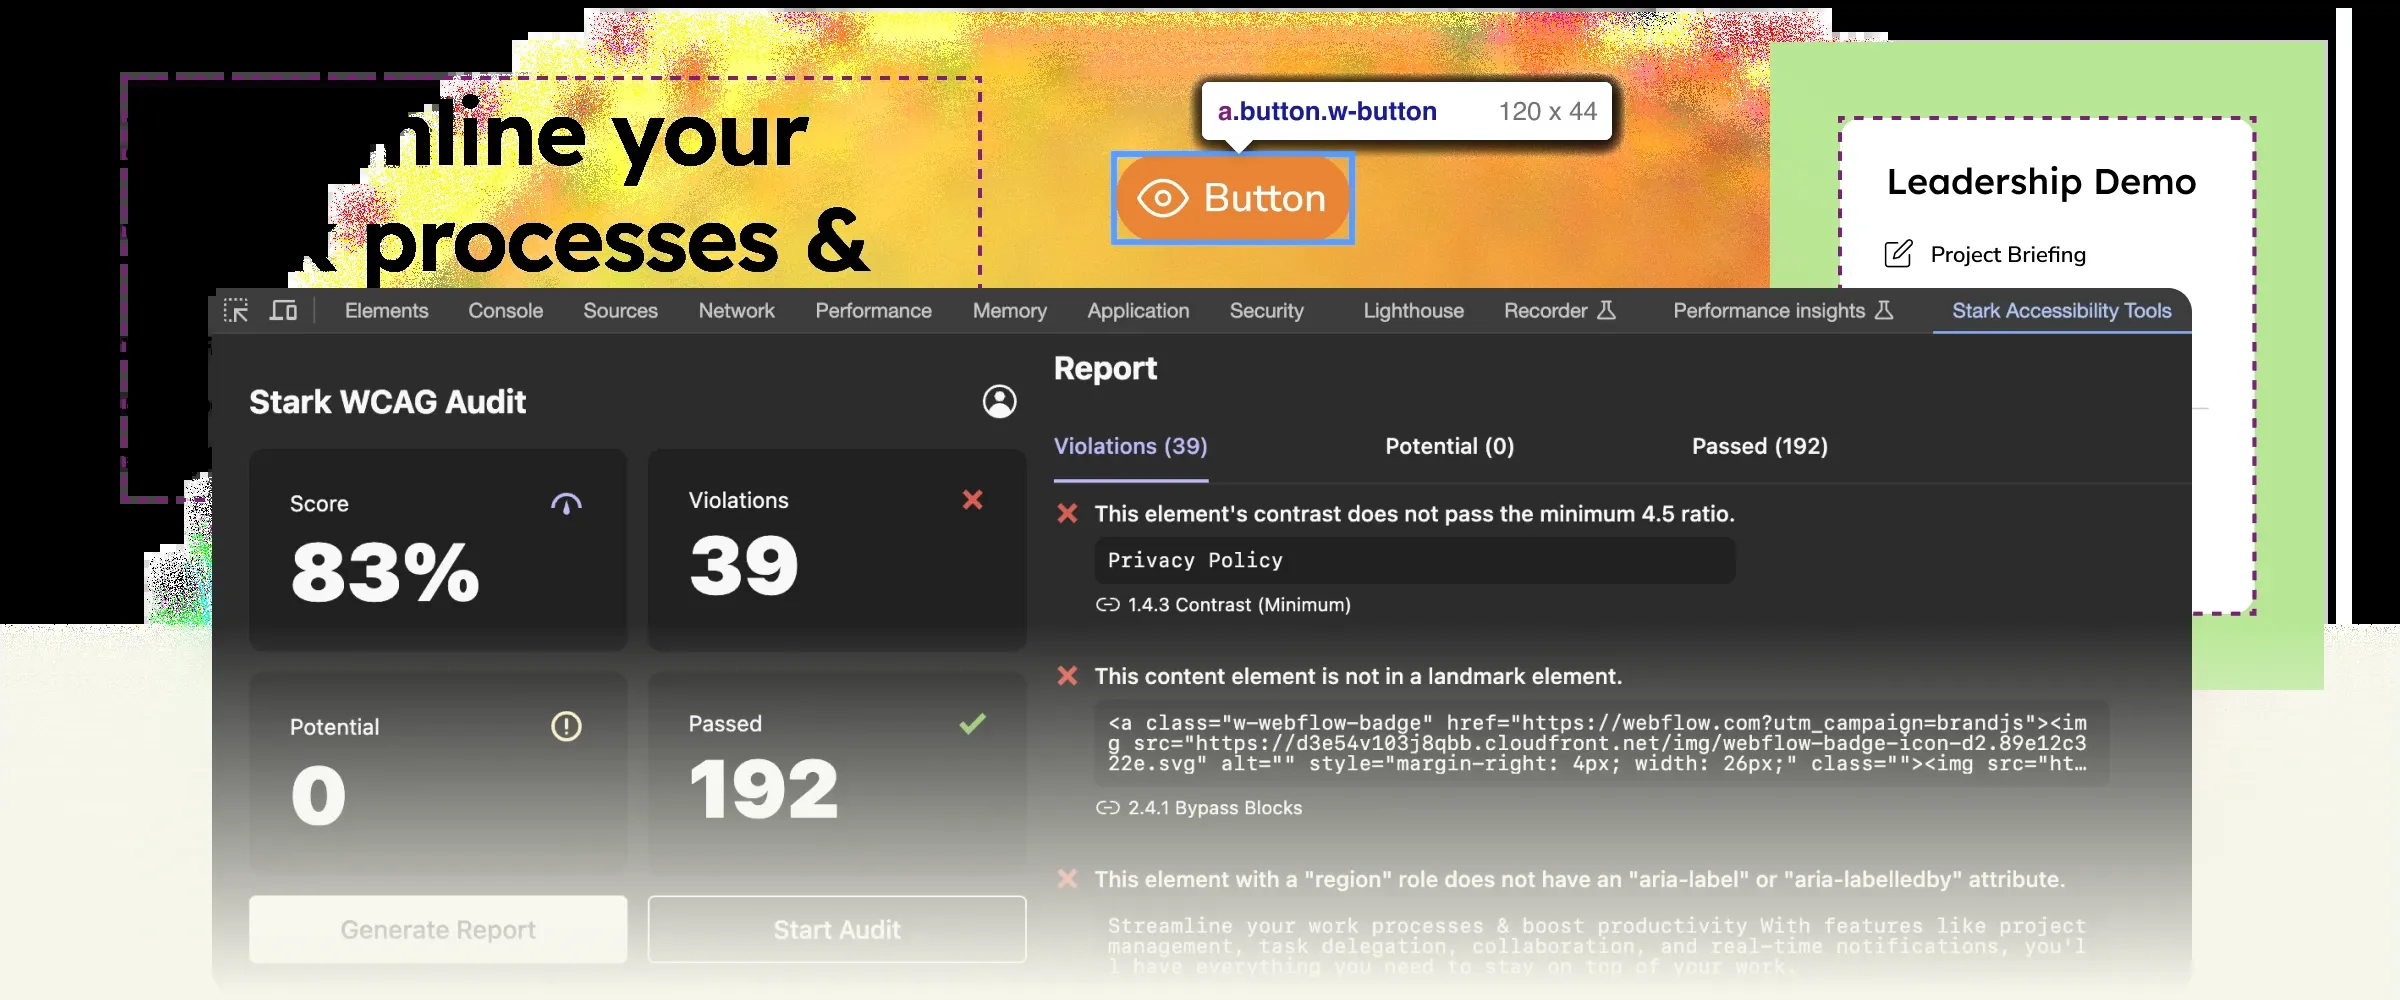 line your
processes &
a.button.w-button 120 x 44
Button
Leadership Demo
Project Briefing
Elements Console Sources Network Performance Memory Application Security Lighthouse Recorder Performance insights Stark Accessibility Tools
Stark WCAG Audit
Score
83%
Violations
39
Potential
0
Passed
192
Generate Report
Start Audit
Report
Violations (39) Potential (0) Passed (192)
This element's contrast does not pass the minimum 4.5 ratio.
Privacy Policy
1.4.3 Contrast (Minimum)
This content element is not in a landmark element.
<a class="w-webflow-badge" href="https://webflow.com?utm_campaign=brandjs"><im
g src="https://d3e54v103j8qbb.cloudfront.net/img/webflow-badge-icon-d2.89e12c3
22e.svg" alt="" style="margin-right: 4px; width: 26px;" class=""><img src="ht…
2.4.1 Bypass Blocks
This element with a "region" role does not have an "aria-label" or "aria-labelledby" attribute.
Streamline your work processes & boost productivity With features like project
management, task delegation, collaboration, and real-time notifications, you'l
l have everything you need to stay on top of your work.